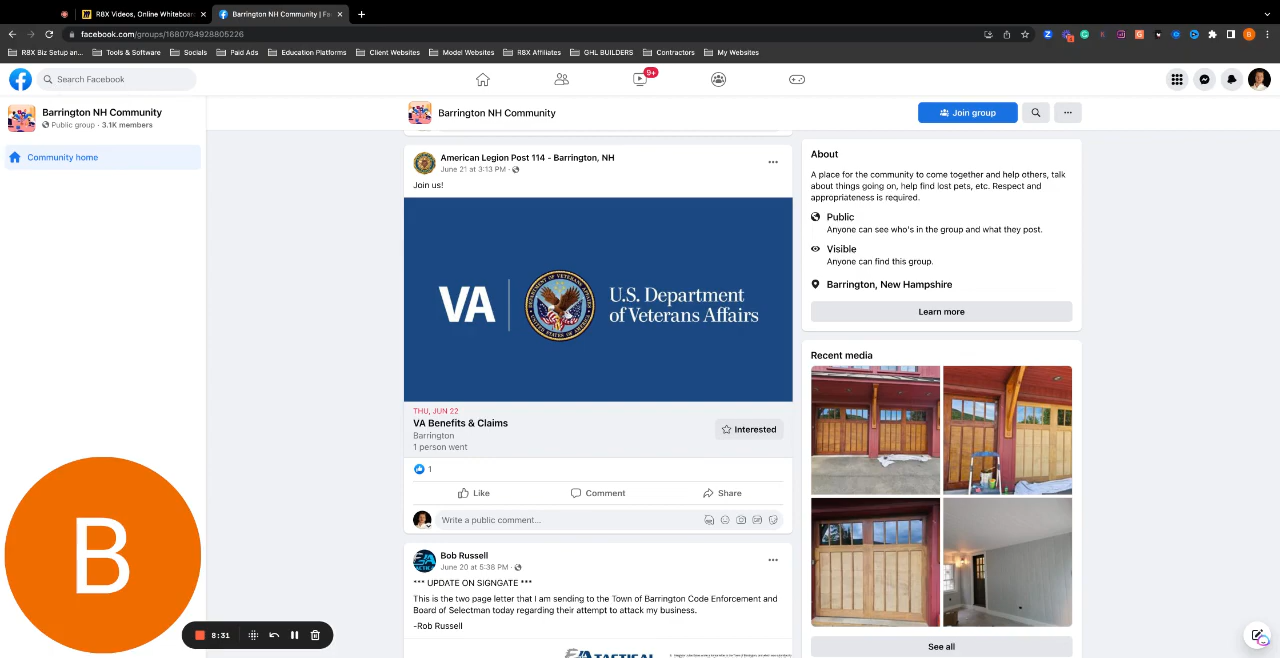 R8X Videos, Online Whiteboar
Barrington NH Community | Fa
facebook.com/groups/1680764928805226
R8X Biz Setup an...
Tools & Software
Socials
Paid Ads
Education Platforms
Client Websites
Model Websites
R8X Affiliates
GHL BUILDERS
Contractors
My Websites
Search Facebook
9+
Barrington NH Community
Public group · 3.1K members
Community home
Barrington NH Community
Join group
American Legion Post 114 - Barrington, NH
June 21 at 3:13 PM ·
Join us!
VA
U.S. Department
of Veterans Affairs
THU, JUN 22
VA Benefits & Claims
Barrington
1 person went
Interested
1
Like
Comment
Share
Write a public comment...
Bob Russell
June 20 at 5:38 PM ·
*** UPDATE ON SIGNGATE ***
This is the two page letter that I am sending to the Town of Barrington Code Enforcement and
Board of Selectman today regarding their attempt to attack my business.
-Rob Russell
About
A place for the community to come together and help others, talk
about things going on, help find lost pets, etc. Respect and
appropriateness is required.
Public
Anyone can see who's in the group and what they post.
Visible
Anyone can find this group.
Barrington, New Hampshire
Learn more
Recent media
See all
B
8:31